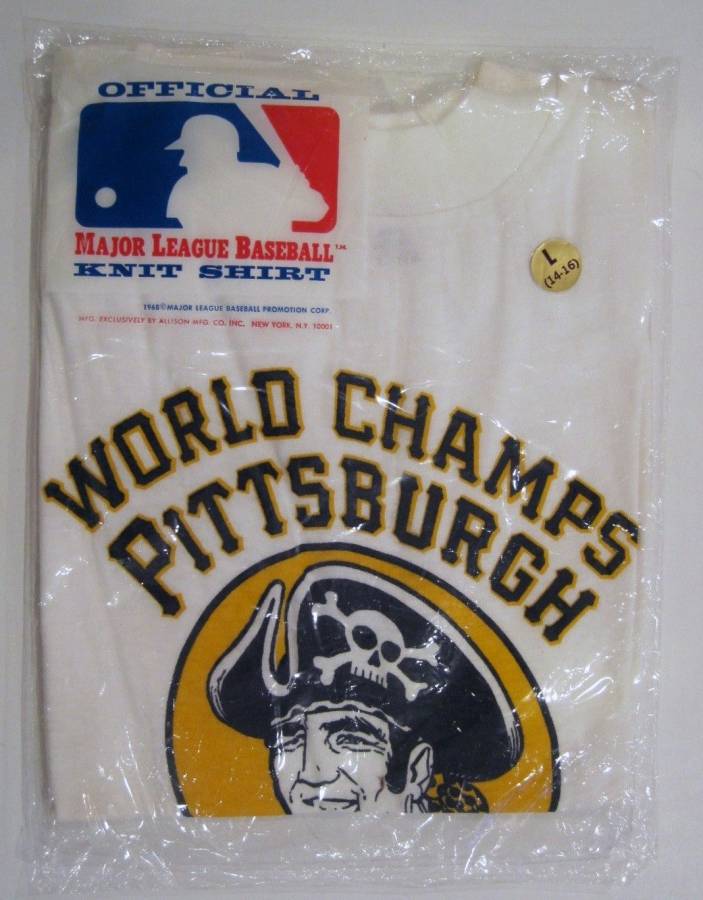 OFFICIAL
MAJOR LEAGUE BASEBALL™
KNIT SHIRT
1968 © MAJOR LEAGUE BASEBALL PROMOTION CORP.
MFG. EXCLUSIVELY BY ALLISON MFG. CO. INC. NEW YORK, N.Y. 10001
L
(14-16)
WORLD CHAMPS
PITTSBURGH